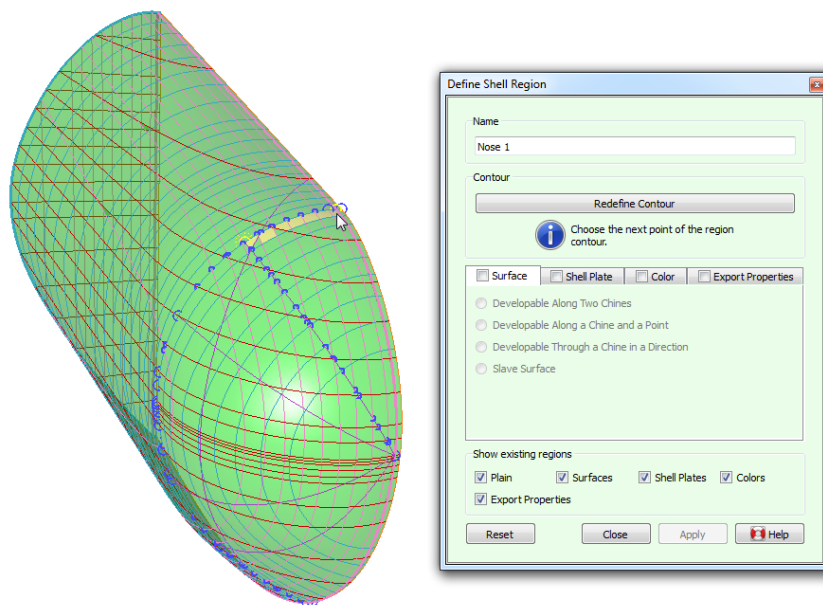 Define Shell Region
Name
Nose 1
Contour
Redefine Contour
Choose the next point of the region
contour.
Surface Shell Plate Color Export Properties
Developable Along Two Chines
Developable Along a Chine and a Point
Developable Through a Chine in a Direction
Slave Surface
Show existing regions
Plain Surfaces Shell Plates Colors
Export Properties
Reset Close Apply Help